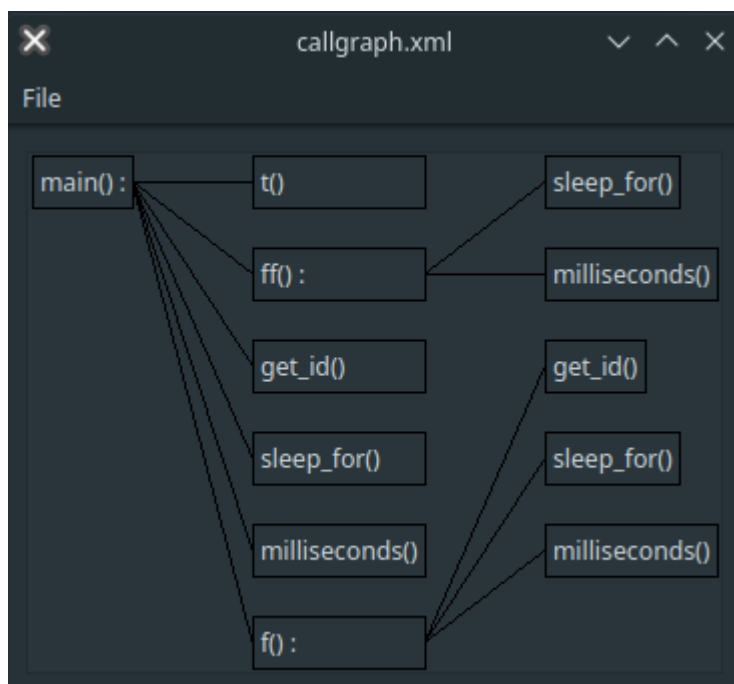 callgraph.xml
File
main() :
t()
sleep_for()
ff() :
milliseconds()
get_id()
get_id()
sleep_for()
sleep_for()
milliseconds()
milliseconds()
f() :